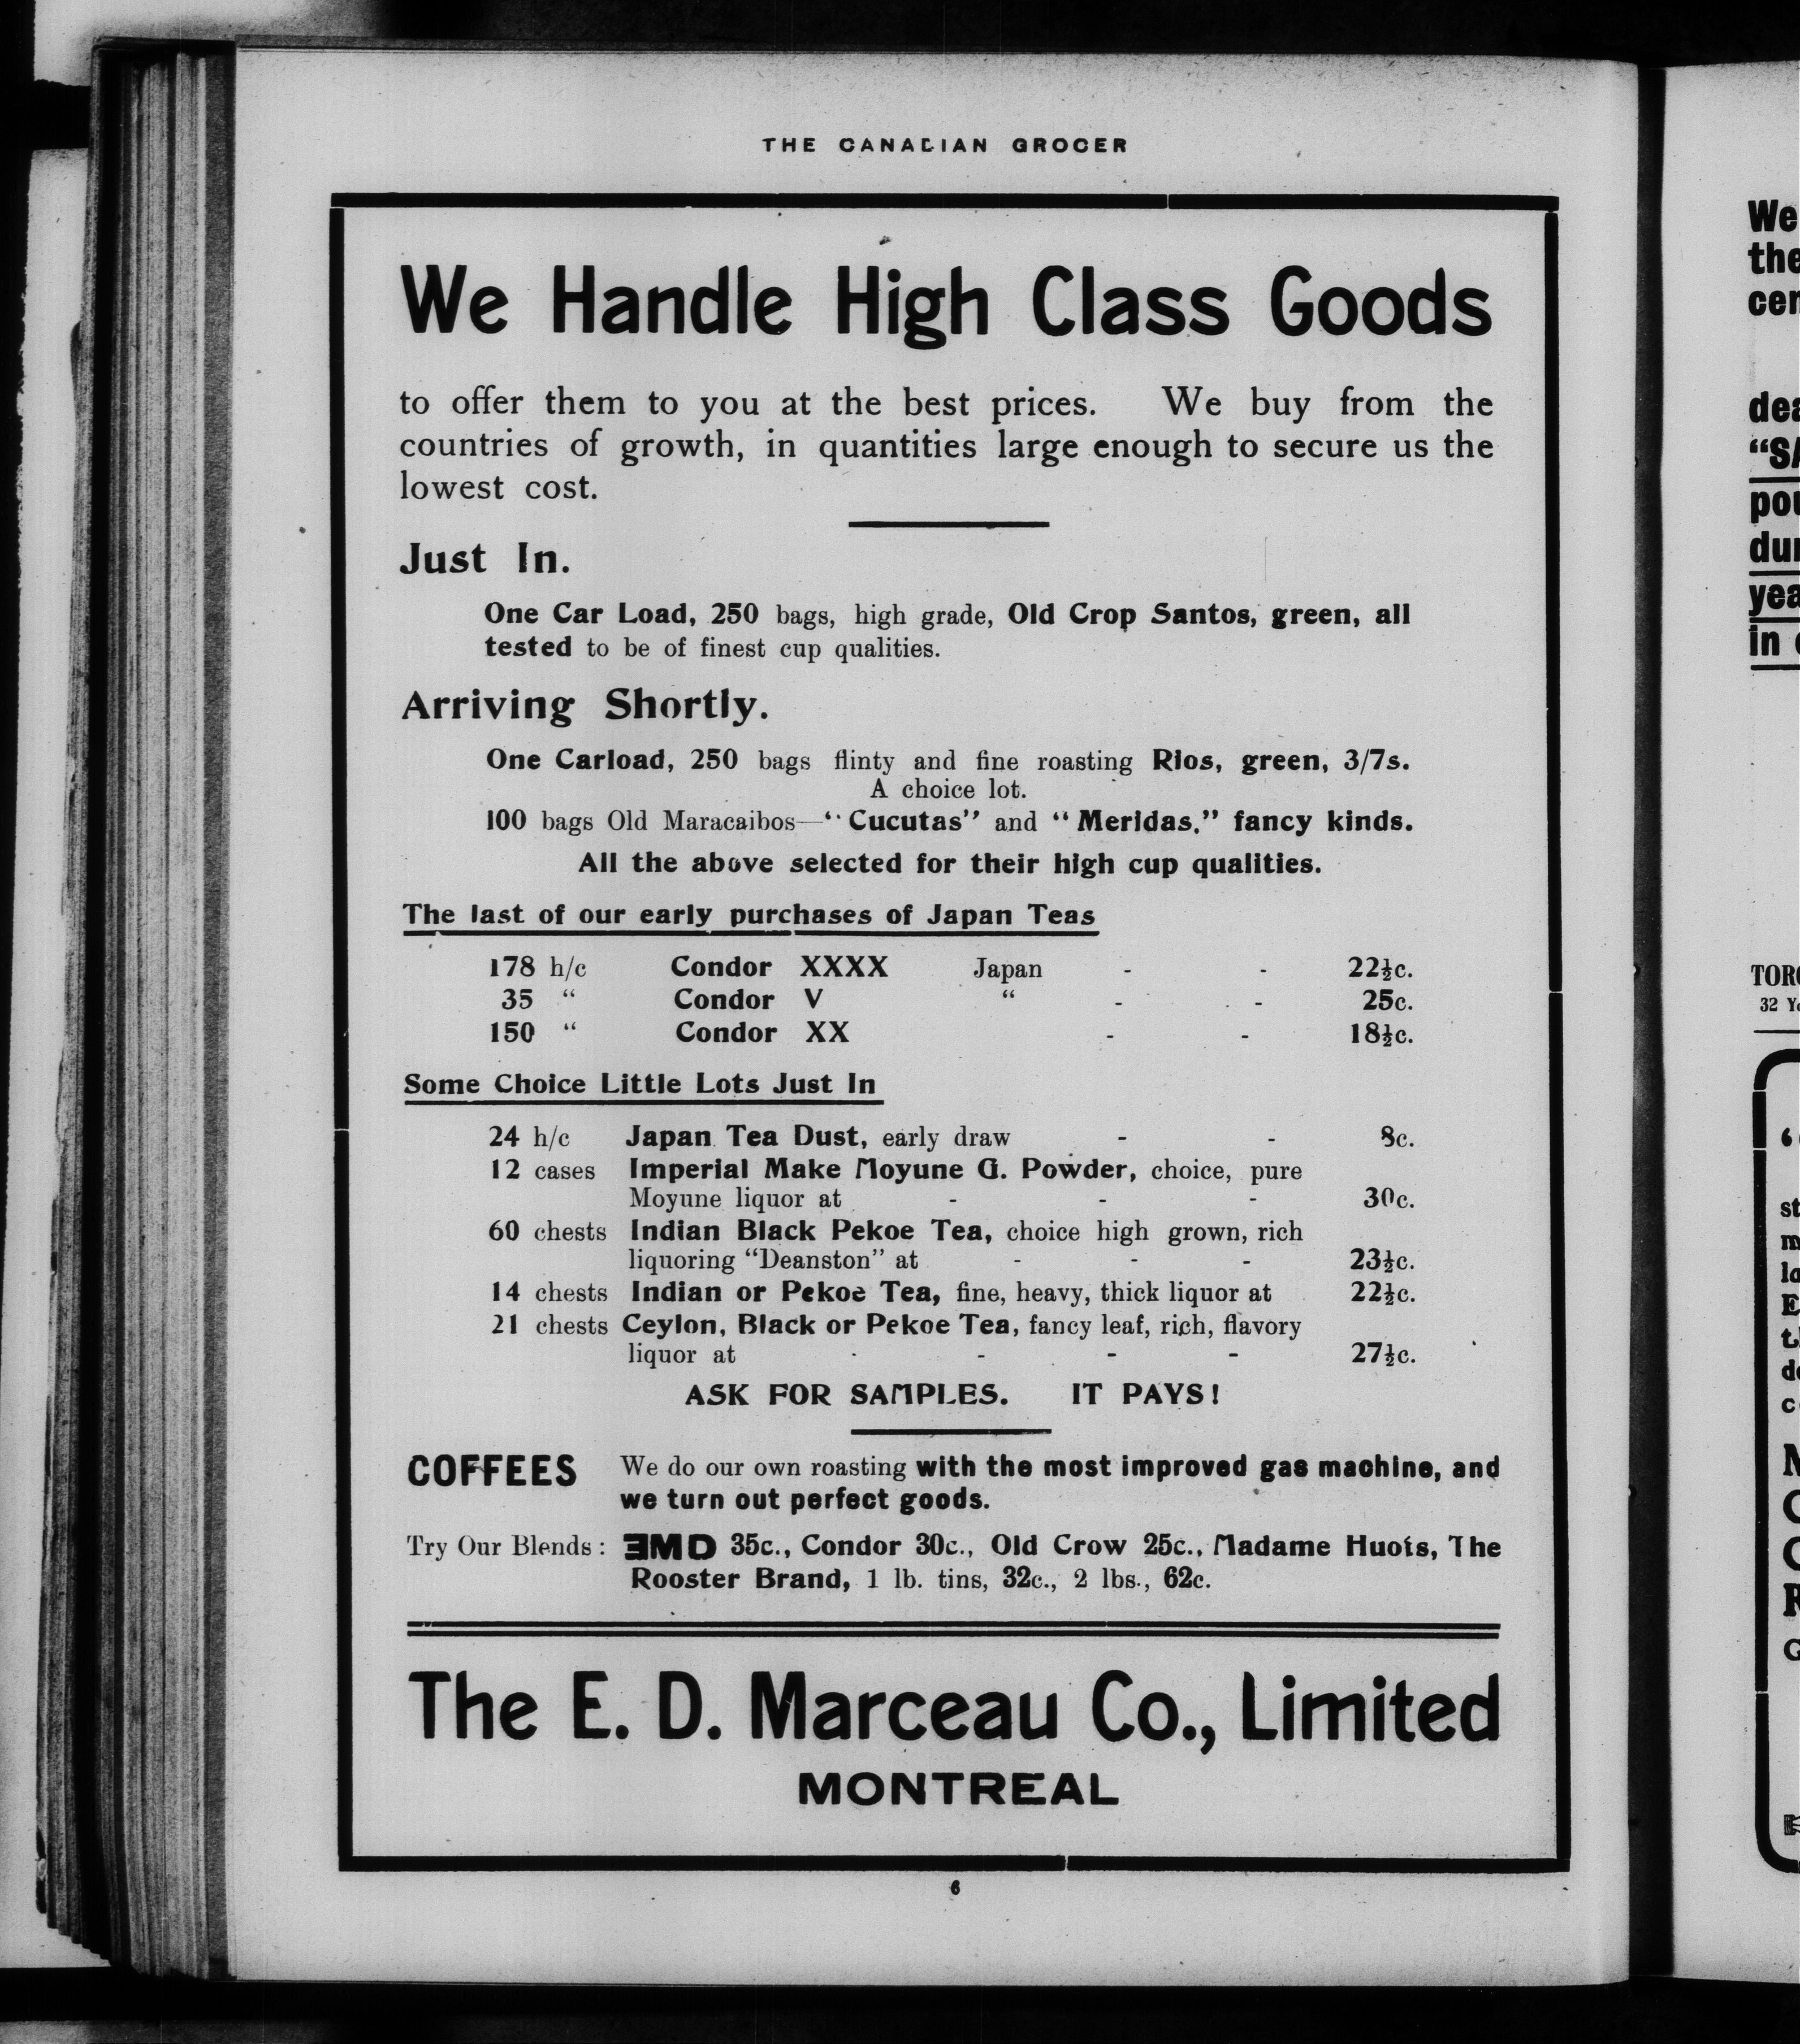 THE CANADIAN GROCER
We Handle High Class Goods
to offer them to you at the best prices. We buy from the
countries of growth, in quantities large enough to secure us the
lowest cost.
Just In.
One Car Load, 250 bags, high grade, Old Crop Santos, green, all
tested to be of finest cup qualities.
Arriving Shortly.
One Carload, 250 bags flinty and fine roasting Rios, green, 3/7s.
A choice lot.
100 bags Old Maracaibos—"Cucutas" and "Meridas," fancy kinds.
All the above selected for their high cup qualities.
The last of our early purchases of Japan Teas
178 h/c Condor XXXX Japan - - 22½c.
35 " Condor V " - - 25c.
150 " Condor XX - - 18½c.
Some Choice Little Lots Just In
24 h/c Japan Tea Dust, early draw - - 8c.
12 cases Imperial Make Moyune G. Powder, choice, pure
Moyune liquor at - - - 30c.
60 chests Indian Black Pekoe Tea, choice high grown, rich
liquoring "Deanston" at - - - 23½c.
14 chests Indian or Pekoe Tea, fine, heavy, thick liquor at 22½c.
21 chests Ceylon, Black or Pekoe Tea, fancy leaf, rich, flavory
liquor at - - - - 27½c.
ASK FOR SAMPLES. IT PAYS!
COFFEES We do our own roasting with the most improved gas machine, and
we turn out perfect goods.
Try Our Blends: EMD 35c., Condor 30c., Old Crow 25c., Madame Huots, The
Rooster Brand, 1 lb. tins, 32c., 2 lbs., 62c.
The E. D. Marceau Co., Limited
MONTREAL
6
We
the
"SA
in
TORO
32 Y